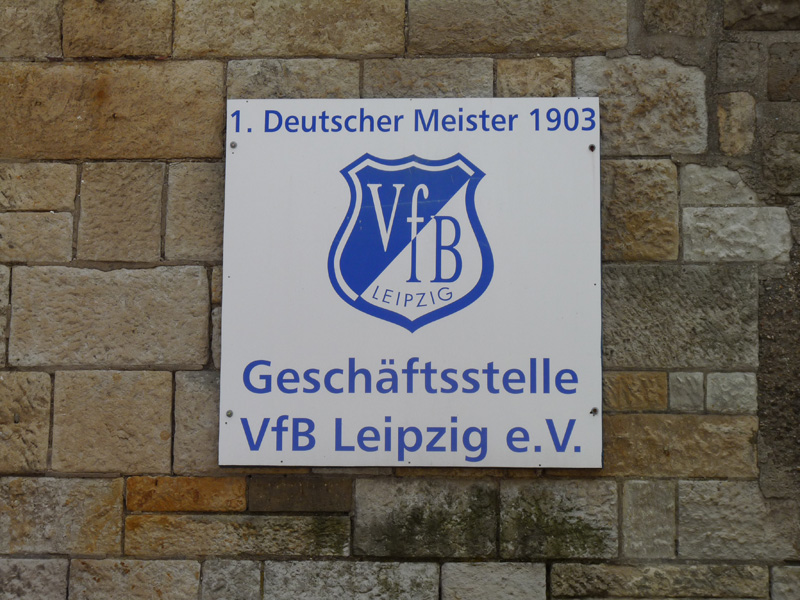 1. Deutscher Meister 1903
VfB
LEIPZIG
Geschäftsstelle
VfB Leipzig e.V.